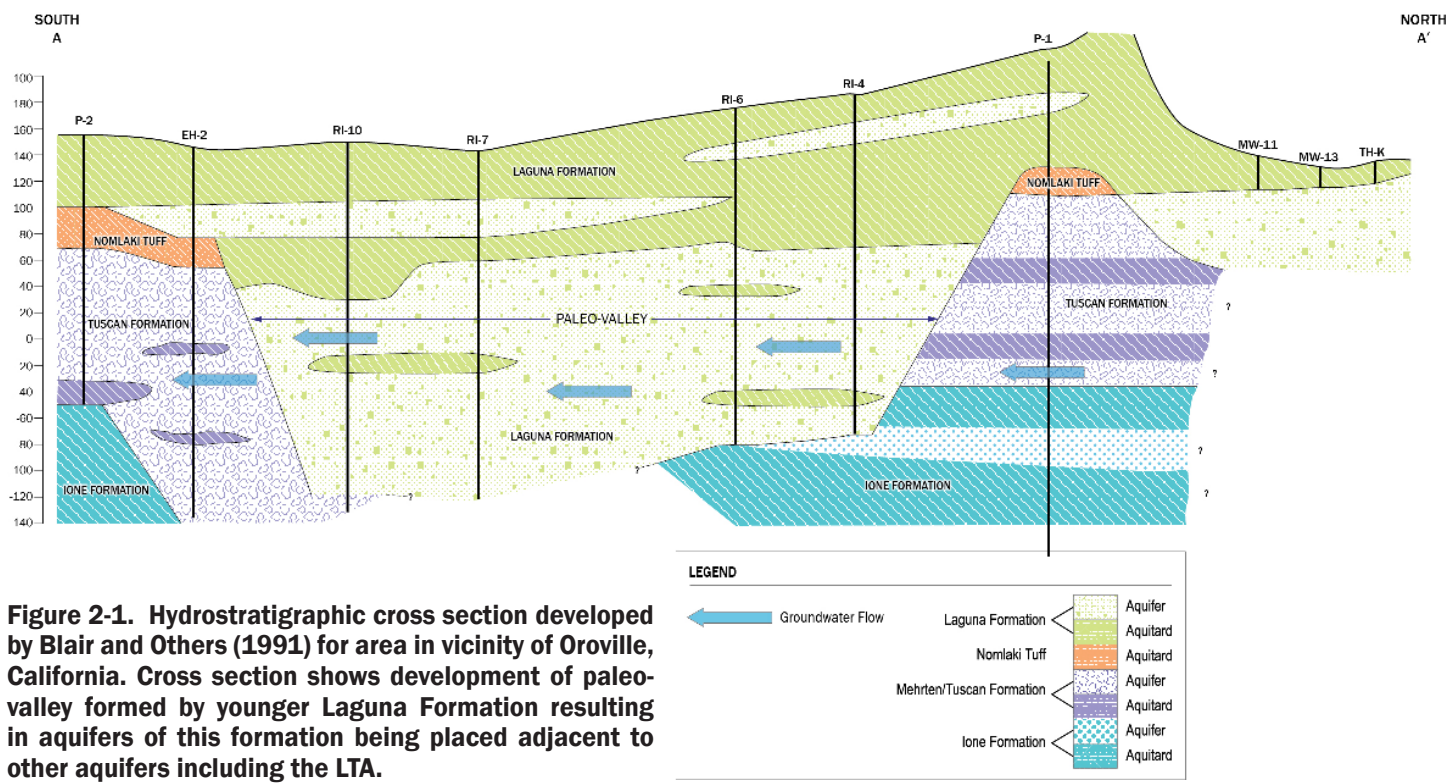 SOUTH
A
NORTH
A'
P-1
RI-4
RI-6
P-2
EH-2
RI-10
RI-7
MW-11
MW-13
TH-K
100
180
160
140
120
100
80
60
40
20
0
20
40
-00
80
100
-120
140
LAGUNA FORMATION
NOMLAKI TUFF
NOMLAKI TUFF
TUSCAN FORMATION
TUSCAN FORMATION
PALEO-VALLEY
LAGUNA FORMATION
IONE FORMATION
IONE FORMATION
?
?
?
?
?
?
LEGEND
Groundwater Flow
Laguna Formation
Aquifer
Aquitard
Nomlaki Tuff
Aquitard
Mehrten/Tuscan Formation
Aquifer
Aquitard
Ione Formation
Aquifer
Aquitard
Figure 2-1. Hydrostratigraphic cross section developed
by Blair and Others (1991) for area in vicinity of Oroville,
California. Cross section shows development of paleo-
valley formed by younger Laguna Formation resulting
in aquifers of this formation being placed adjacent to
other aquifers including the LTA.